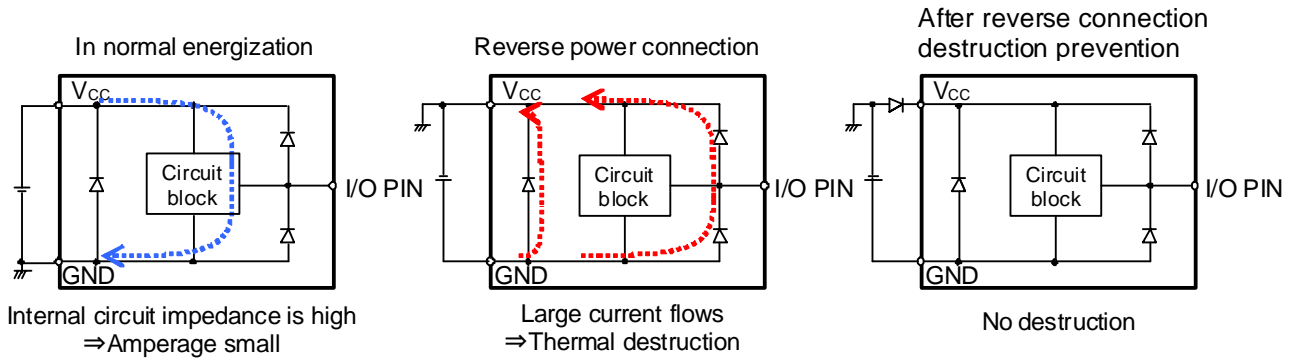 In normal energization
VCC
Circuit
block
I/O PIN
GND
Internal circuit impedance is high
⇒Amperage small
Reverse power connection
VCC
Circuit
block
I/O PIN
GND
Large current flows
⇒Thermal destruction
After reverse connection
destruction prevention
VCC
Circuit
block
I/O PIN
GND
No destruction